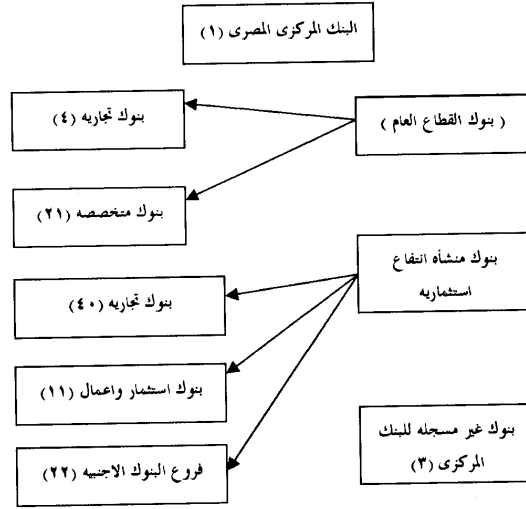 البنك المركزى المصرى (١)
( بنوك القطاع العام )
بنوك تجاريه (٤)
بنوك متخصصه (٢١)
بنوك منشأه انتفاع
استثماريه
بنوك تجاريه (٤٠)
بنوك استثمار واعمال (١١)
فروع البنوك الاجنبيه (٢٢)
بنوك غير مسجله للبنك
المركزى (٣)